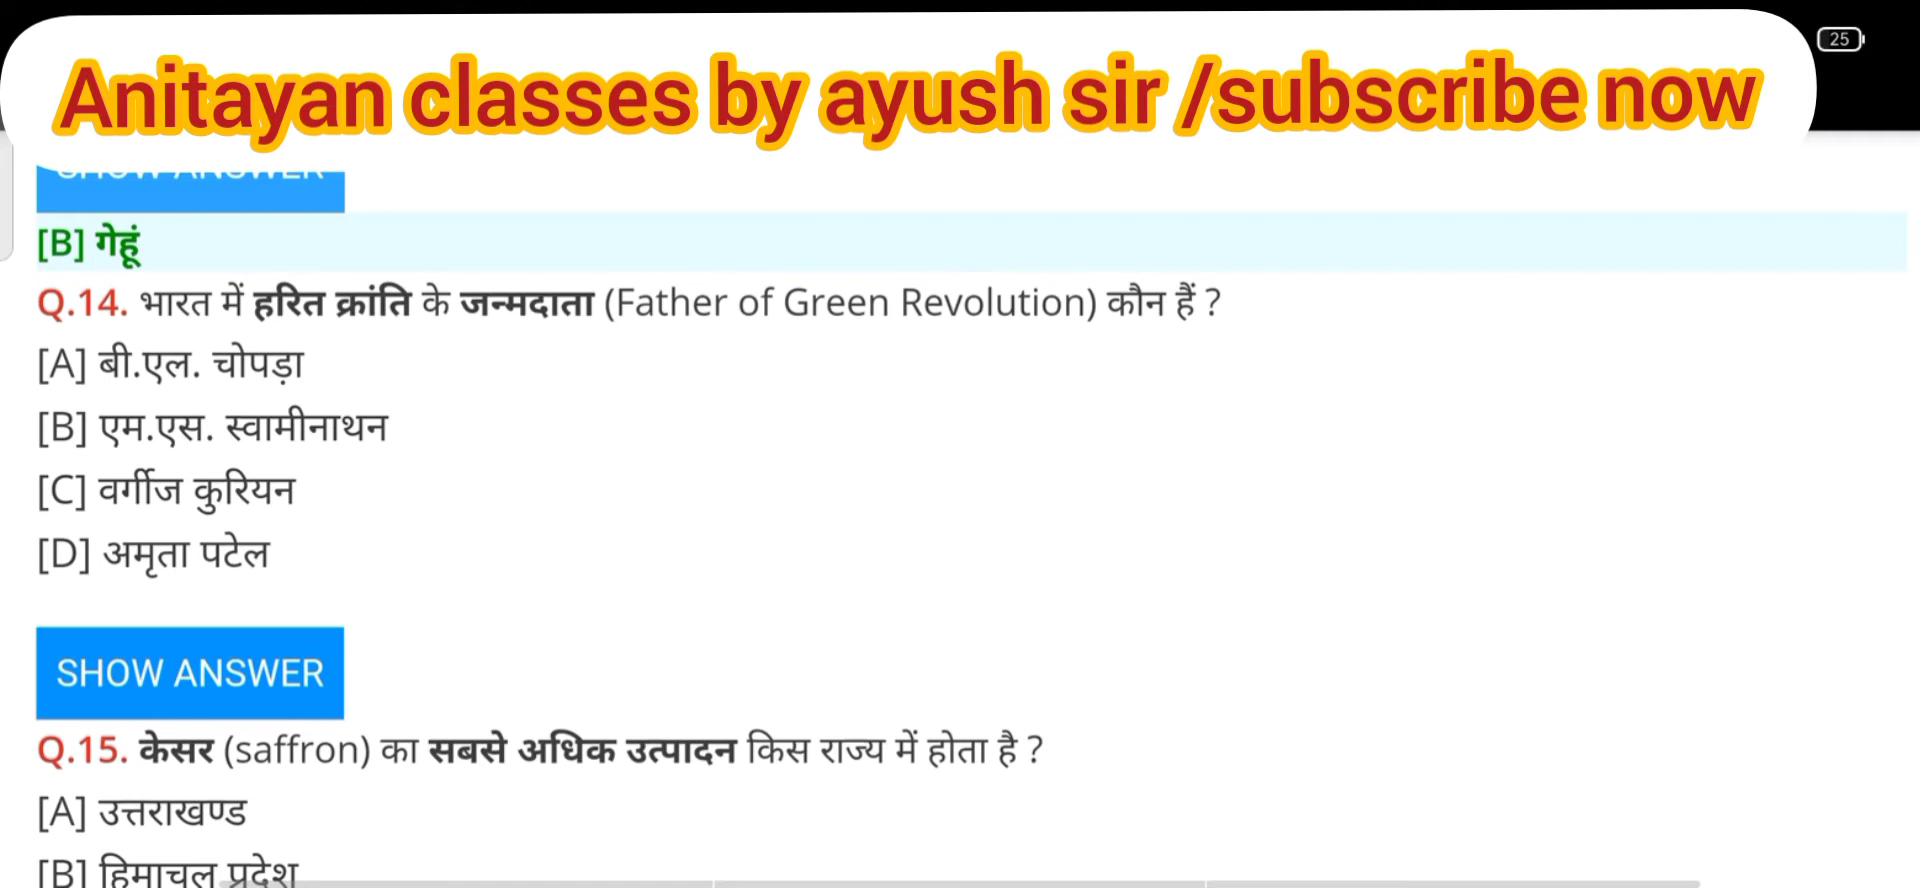 Anitayan classes by ayush sir /subscribe now
25
SHOW ANSWER
[B] गेहूं
Q.14. भारत में हरित क्रांति के जन्मदाता (Father of Green Revolution) कौन हैं ?
[A] बी.एल. चोपड़ा
[B] एम.एस. स्वामीनाथन
[C] वर्गीज कुरियन
[D] अमृता पटेल
SHOW ANSWER
Q.15. केसर (saffron) का सबसे अधिक उत्पादन किस राज्य में होता है ?
[A] उत्तराखण्ड
[B] हिमाचल प्रदेश